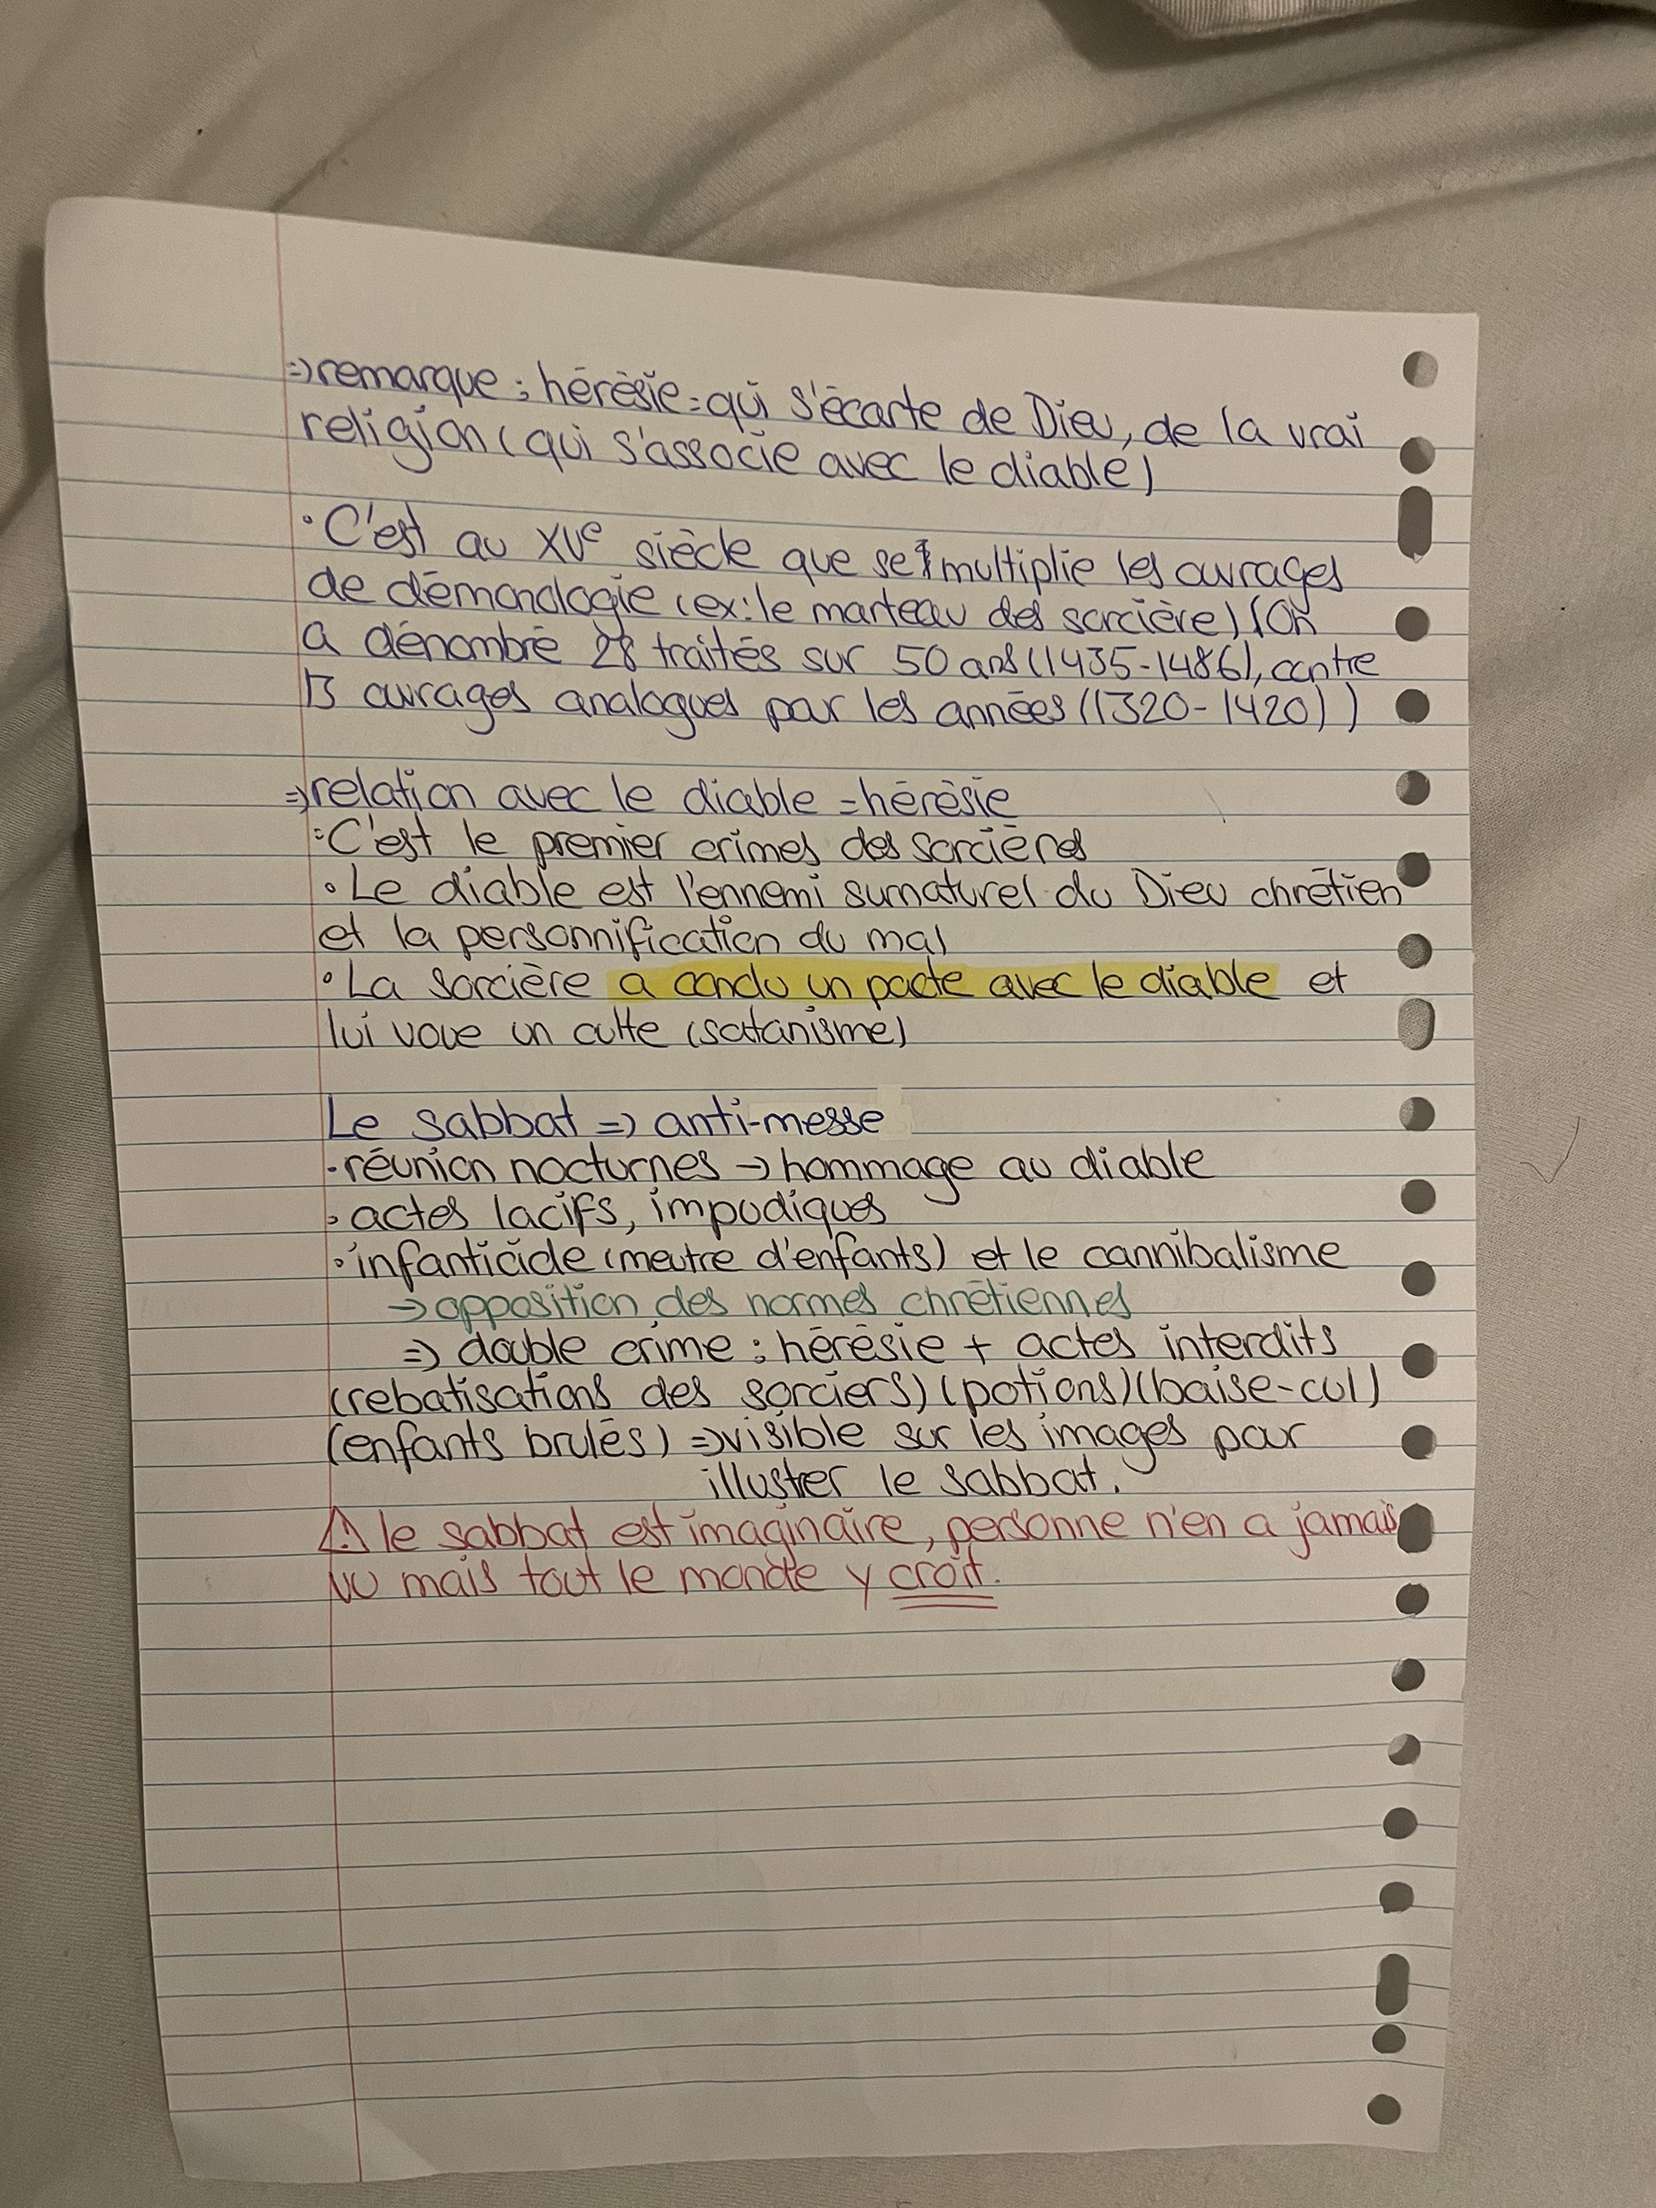 => remarque : hérèsie = qui s'écarte de Dieu, de la vrai
religion (qui s'associe avec le diable)
• C'est au XVe siècle que se multiplie les ouvrages
de démonologie (ex: le marteau des sorcière) (On
a dénombré 28 traités sur 50 ans (1435-1486), contre
13 ouvrages analogues par les années ((1320-1420))
=> relation avec le diable = hérèsie
• C'est le premier crimes des sorcières
• Le diable est l'ennemi surnaturel du Dieu chrétien
et la personnification du mal
• La sorcière a conclu un pacte avec le diable et
lui voue un culte (satanisme)
Le sabbat => anti-messe
• réunion nocturnes -> hommage au diable
• actes lacifs, impudiques
• infanticide (meutre d'enfants) et le cannibalisme
-> opposition des normes chrétiennes
=> double crime : hérèsie + actes interdits
(rebatisations des sorciers) (potions) (baise-cul)
(enfants brulés) => visible sur les images pour
illuster le sabbat.
⚠ le sabbat est imaginaire, personne n'en a jamais
vu mais tout le monde y croit.